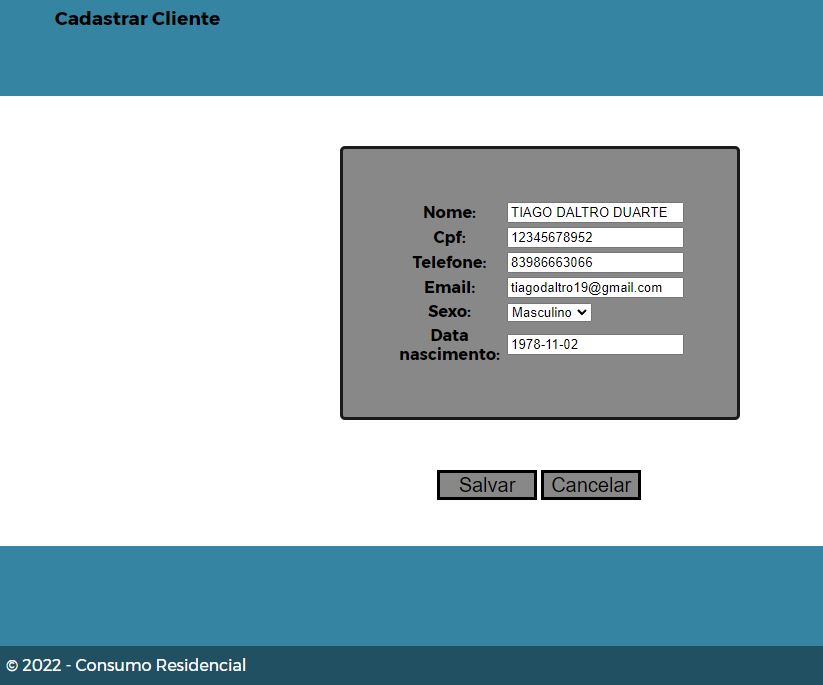 Cadastrar Cliente
Nome: TIAGO DALTRO DUARTE
Cpf: 12345678952
Telefone: 83986663066
Email: tiagodaltro19@gmail.com
Sexo: Masculino
Data
nascimento: 1978-11-02
Salvar Cancelar
© 2022 - Consumo Residencial